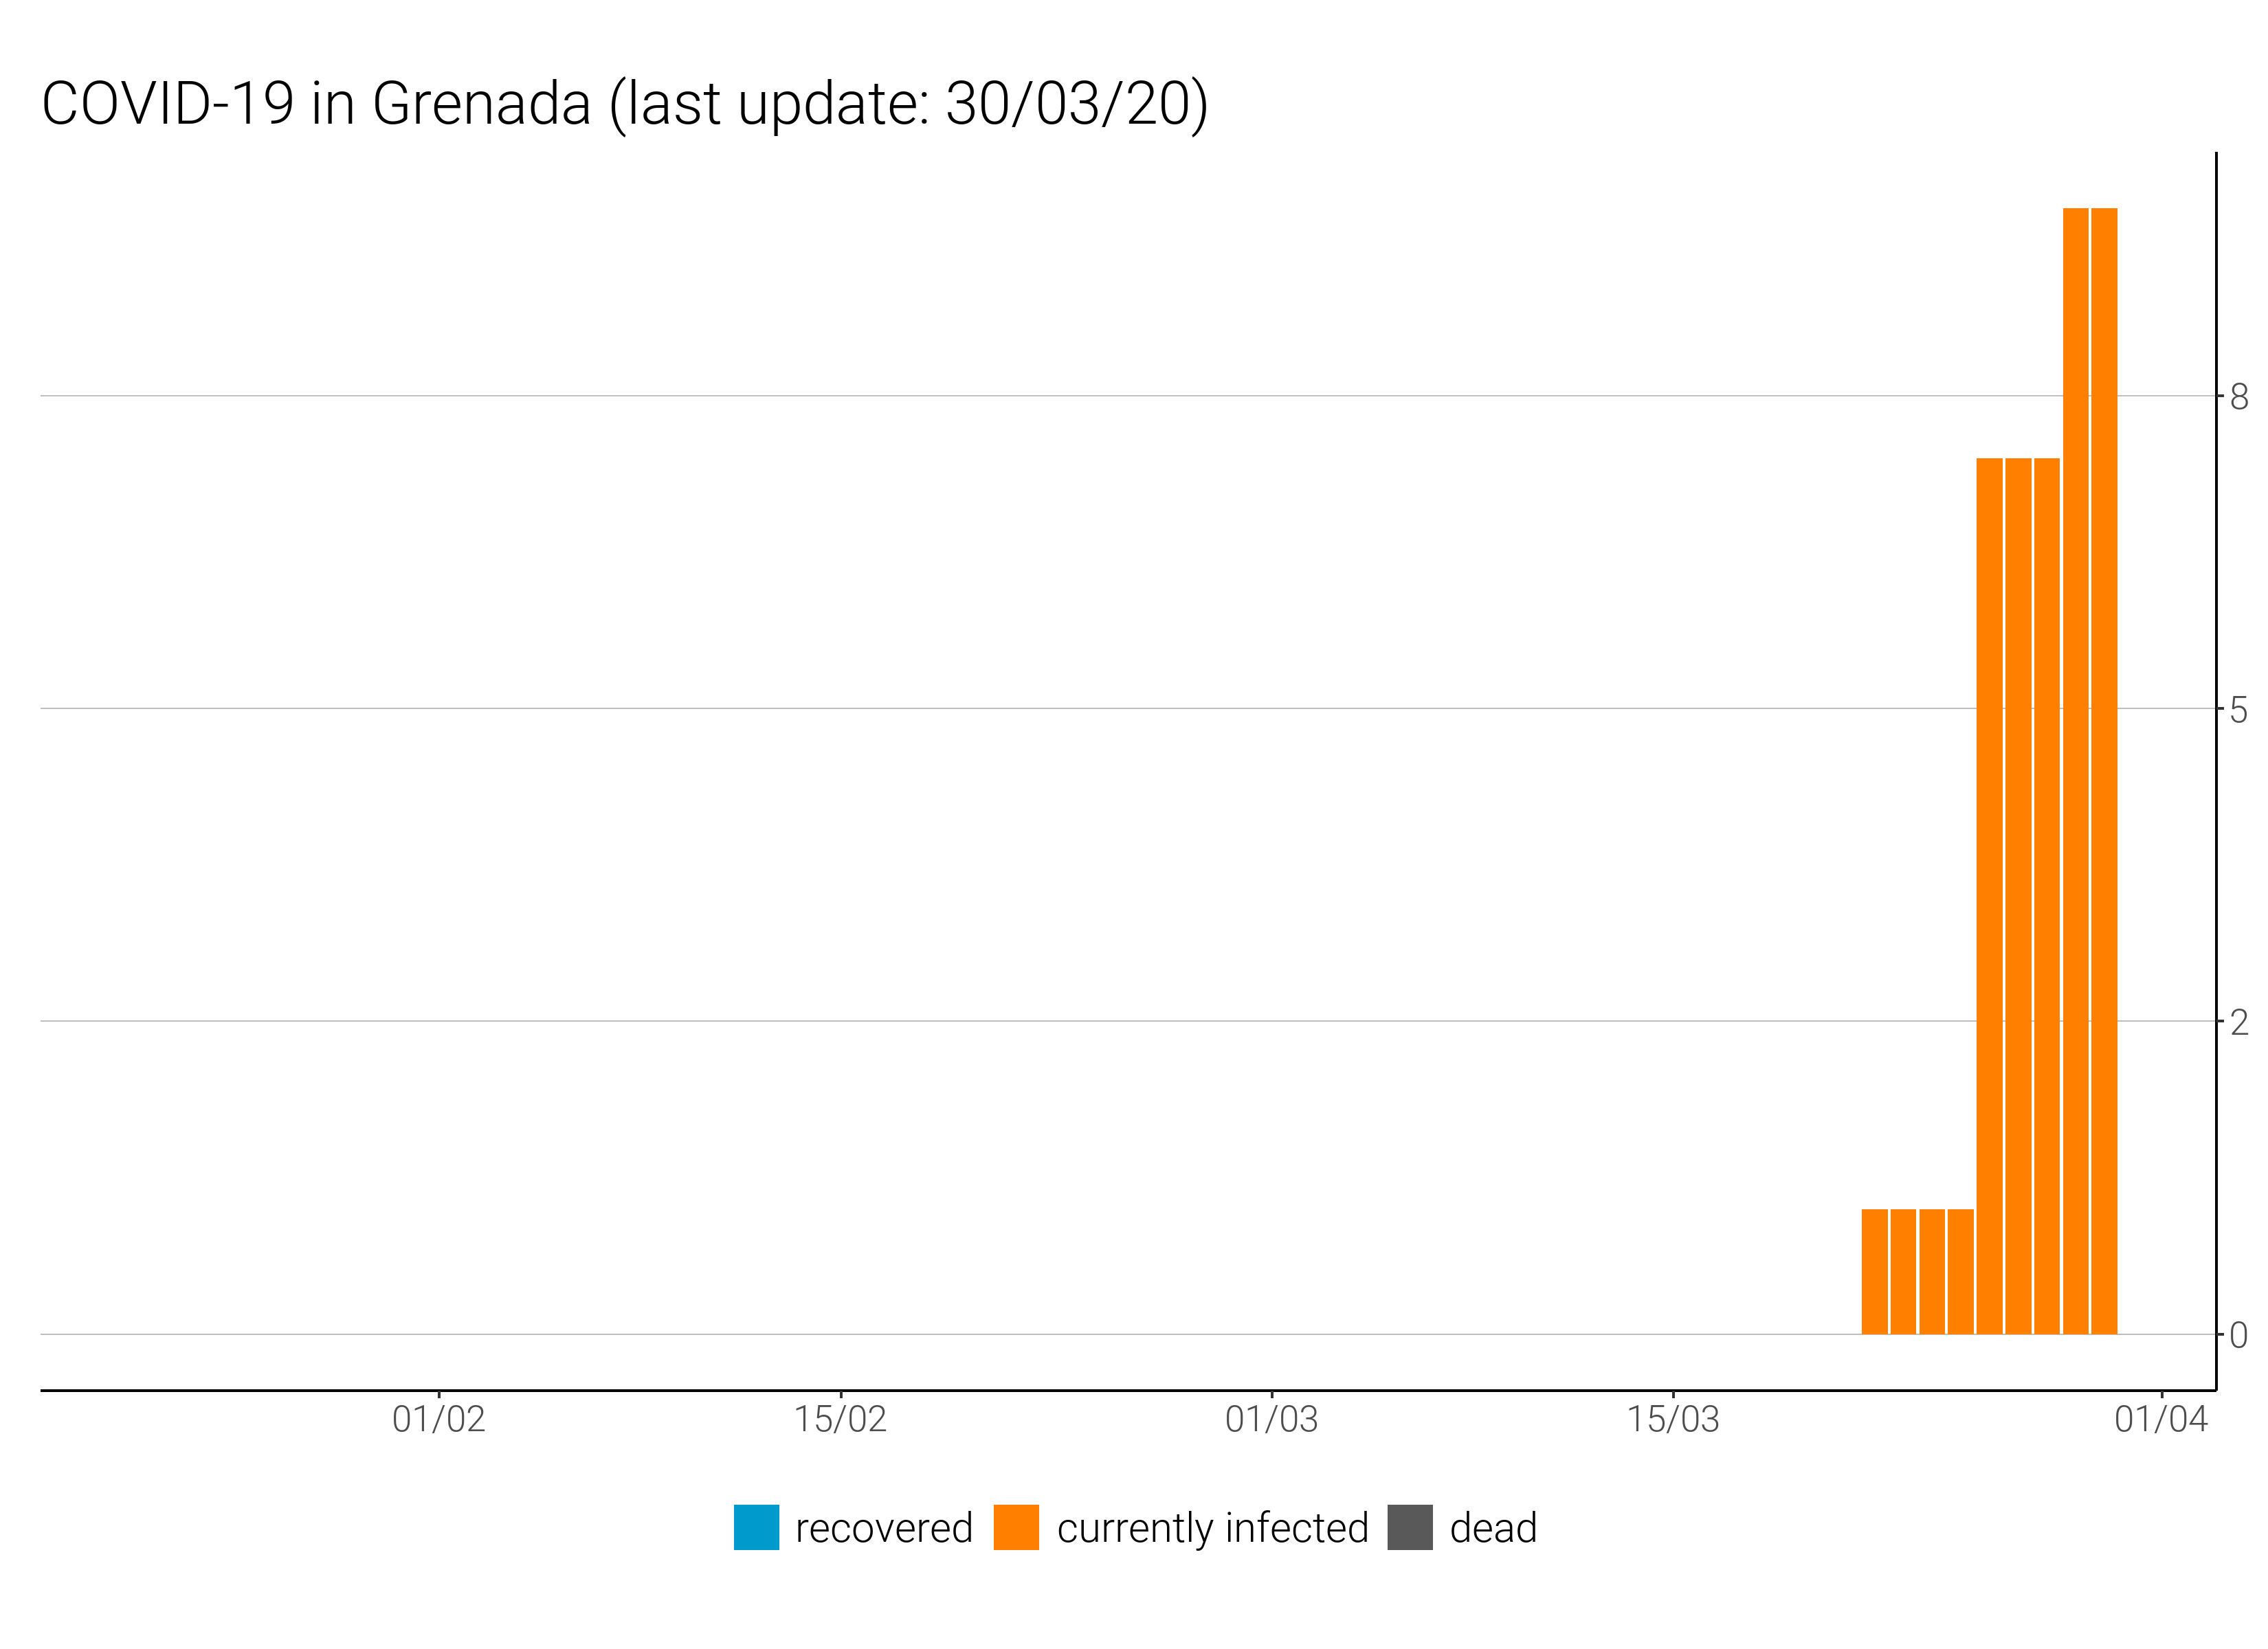 COVID-19 in Grenada (last update: 30/03/20)
8
5
2
0
01/02 15/02 01/03 15/03 01/04
recovered currently infected dead